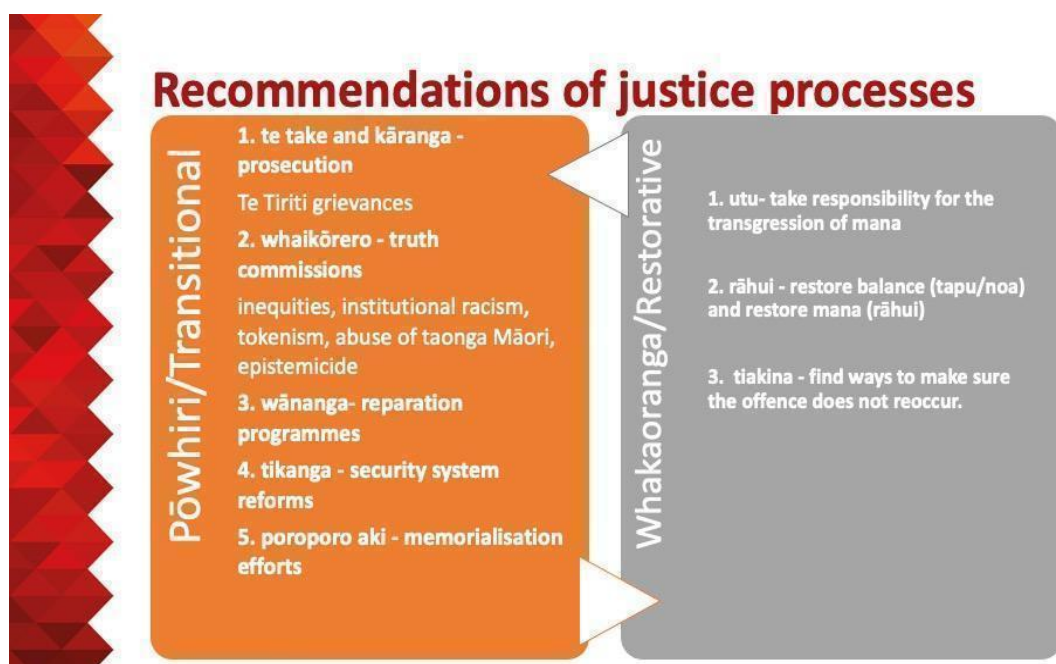 Recommendations of justice processes
Pōwhiri/Transitional
1. te take and kāranga -
prosecution
Te Tiriti grievances
2. whaikōrero - truth
commissions
inequities, institutional racism,
tokenism, abuse of taonga Māori,
epistemicide
3. wānanga- reparation
programmes
4. tikanga - security system
reforms
5. poroporo aki - memorialisation
efforts
Whakaoranga/Restorative
1. utu- take responsibility for the
transgression of mana
2. rāhui - restore balance (tapu/noa)
and restore mana (rāhui)
3. tiakina - find ways to make sure
the offence does not reoccur.